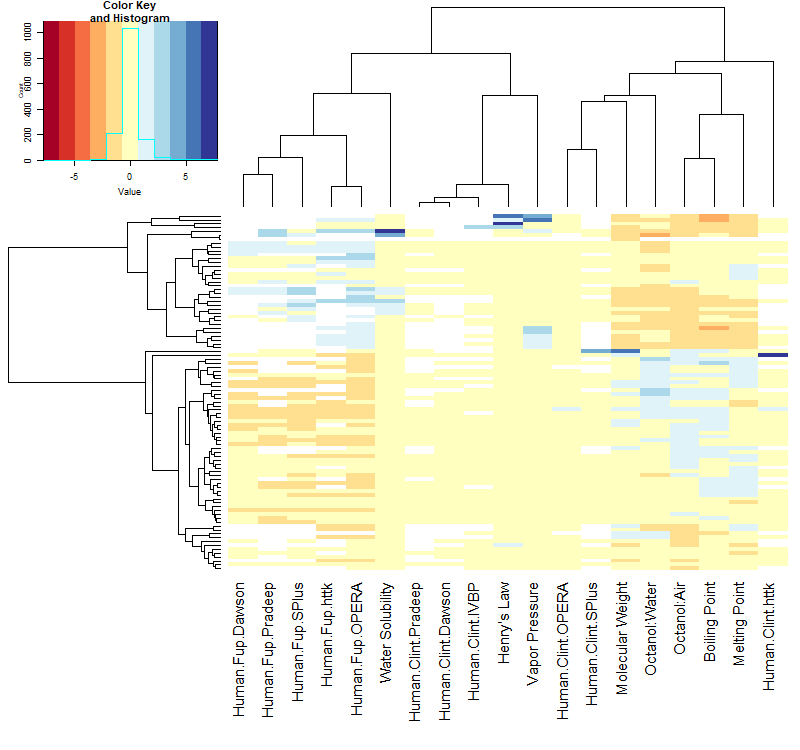 Color Key
and Histogram
Count
0 200 400 600 800 1000
-5 0 5
Value
Human.Fup.Dawson
Human.Fup.Pradeep
Human.Fup.SPlus
Human.Fup.httk
Human.Fup.OPERA
Water Solubility
Human.Clint.Pradeep
Human.Clint.Dawson
Human.Clint.IVBP
Henry's Law
Vapor Pressure
Human.Clint.OPERA
Human.Clint.SPlus
Molecular Weight
Octanol:Water
Octanol:Air
Boiling Point
Melting Point
Human.Clint.httk